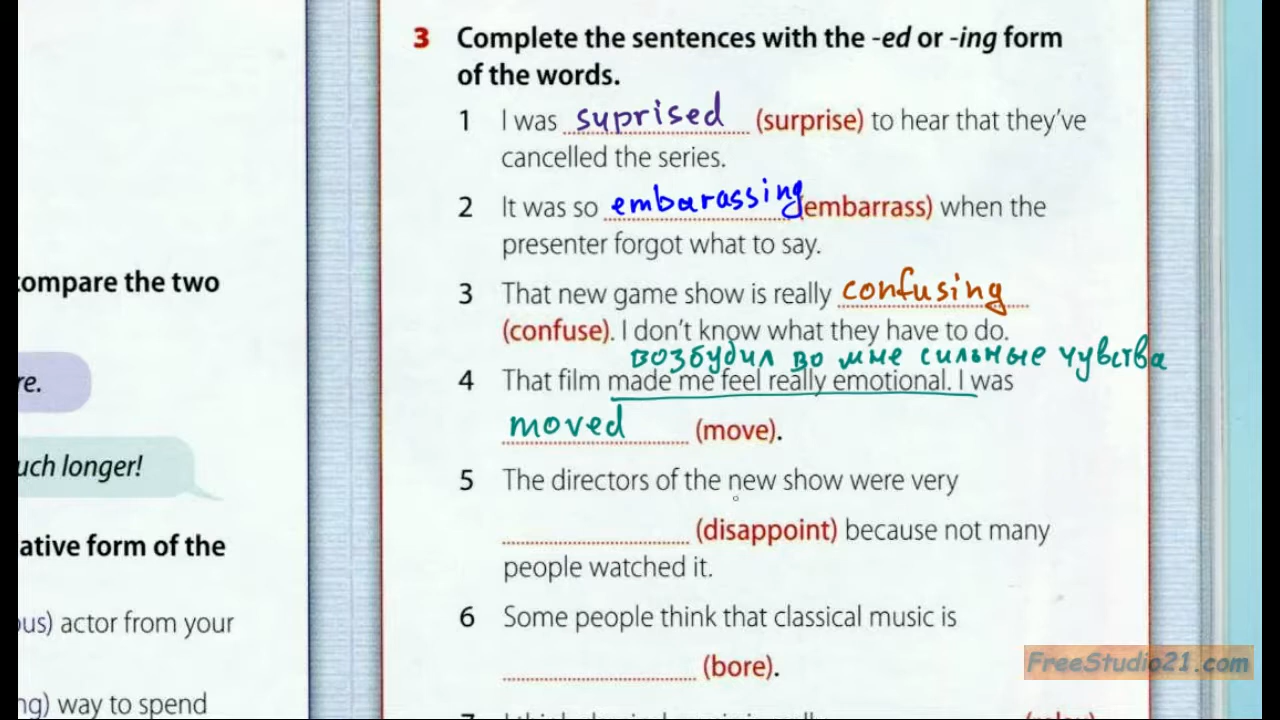 3 Complete the sentences with the -ed or -ing form
of the words.
1 I was suprised (surprise) to hear that they've
cancelled the series.
2 It was so embarassing (embarrass) when the
presenter forgot what to say.
3 That new game show is really confusing
(confuse). I don't know what they have to do.
возбудил во мне сильные чувства
4 That film made me feel really emotional. I was
moved (move).
5 The directors of the new show were very
(disappoint) because not many
people watched it.
6 Some people think that classical music is
(bore).
compare the two
re.
uch longer!
ative form of the
ous) actor from your
ng) way to spend
FreeStudio21.com